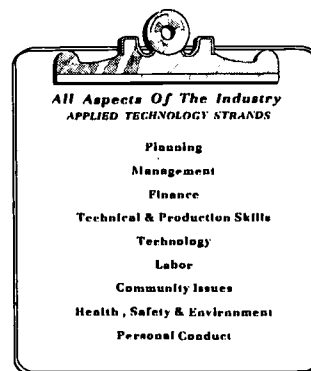 All Aspects Of The Industry
APPLIED TECHNOLOGY STRANDS
Planning
Management
Finance
Technical & Production Skills
Technology
Labor
Community Issues
Health , Safety & Environment
Personal Conduct